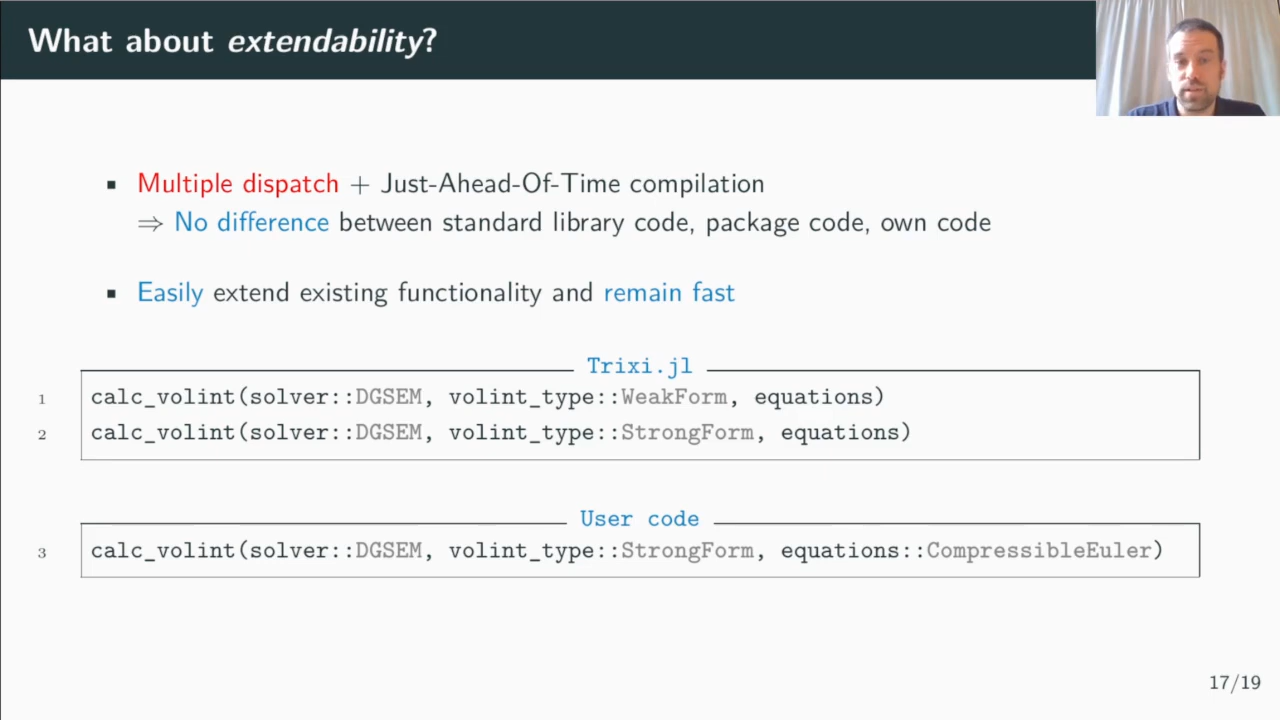 What about extendability?
▪ Multiple dispatch + Just-Ahead-Of-Time compilation
⇒ No difference between standard library code, package code, own code
▪ Easily extend existing functionality and remain fast
Trixi.jl
1 calc_volint(solver::DGSEM, volint_type::WeakForm, equations)
2 calc_volint(solver::DGSEM, volint_type::StrongForm, equations)
User code
3 calc_volint(solver::DGSEM, volint_type::StrongForm, equations::CompressibleEuler)
17/19